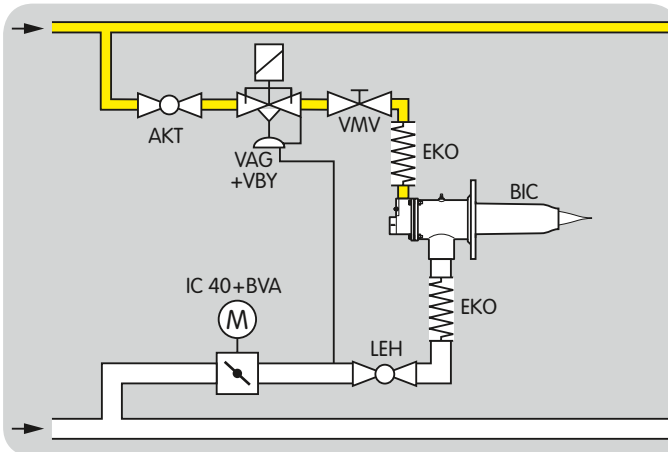 AKT
VAG
+VBY
VMV
EKO
BIC
IC 40+BVA
M
EKO
LEH